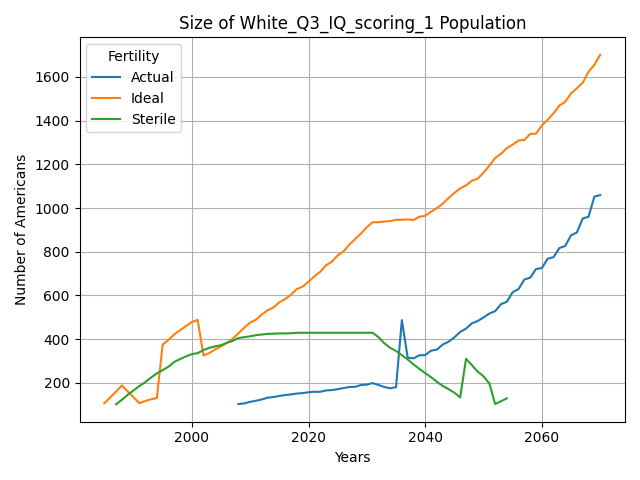 Size of White_Q3_IQ_scoring_1 Population
Fertility
Actual
Ideal
Sterile
Number of Americans
1600
1400
1200
1000
800
600
400
200
2000
2020
2040
2060
Years